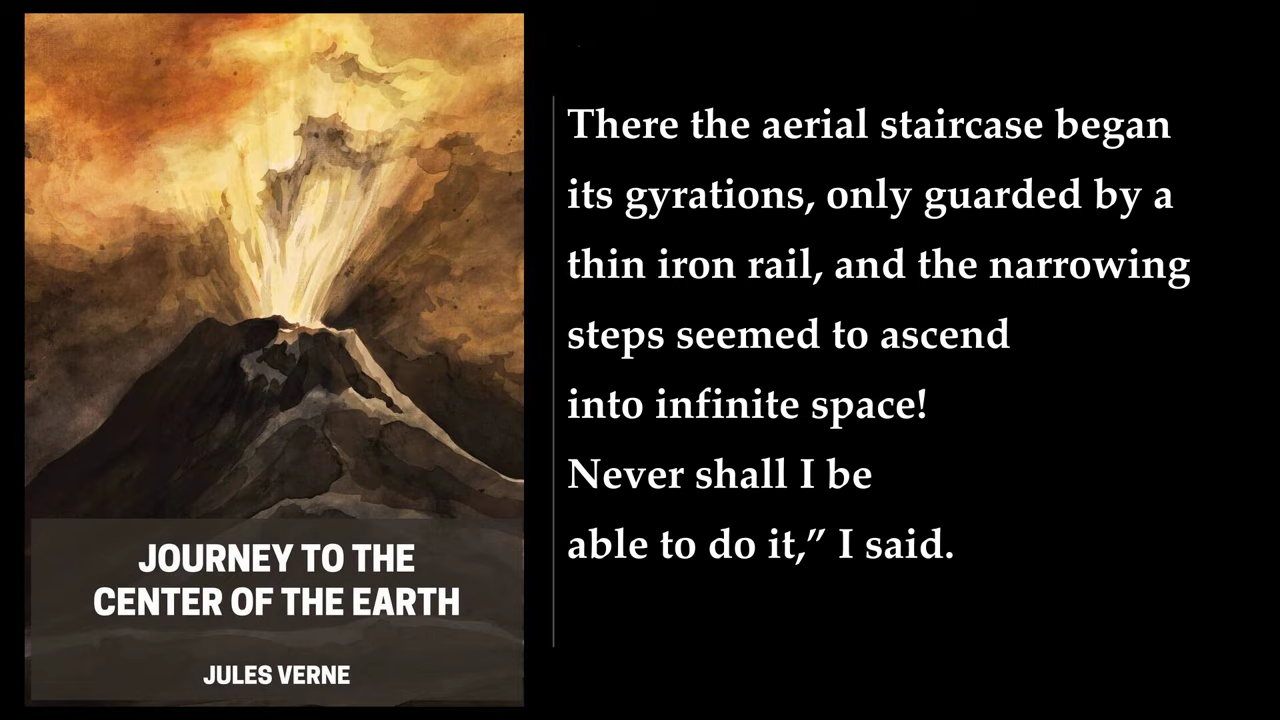 JOURNEY TO THE
CENTER OF THE EARTH
JULES VERNE
There the aerial staircase began
its gyrations, only guarded by a
thin iron rail, and the narrowing
steps seemed to ascend
into infinite space!
Never shall I be
able to do it,” I said.